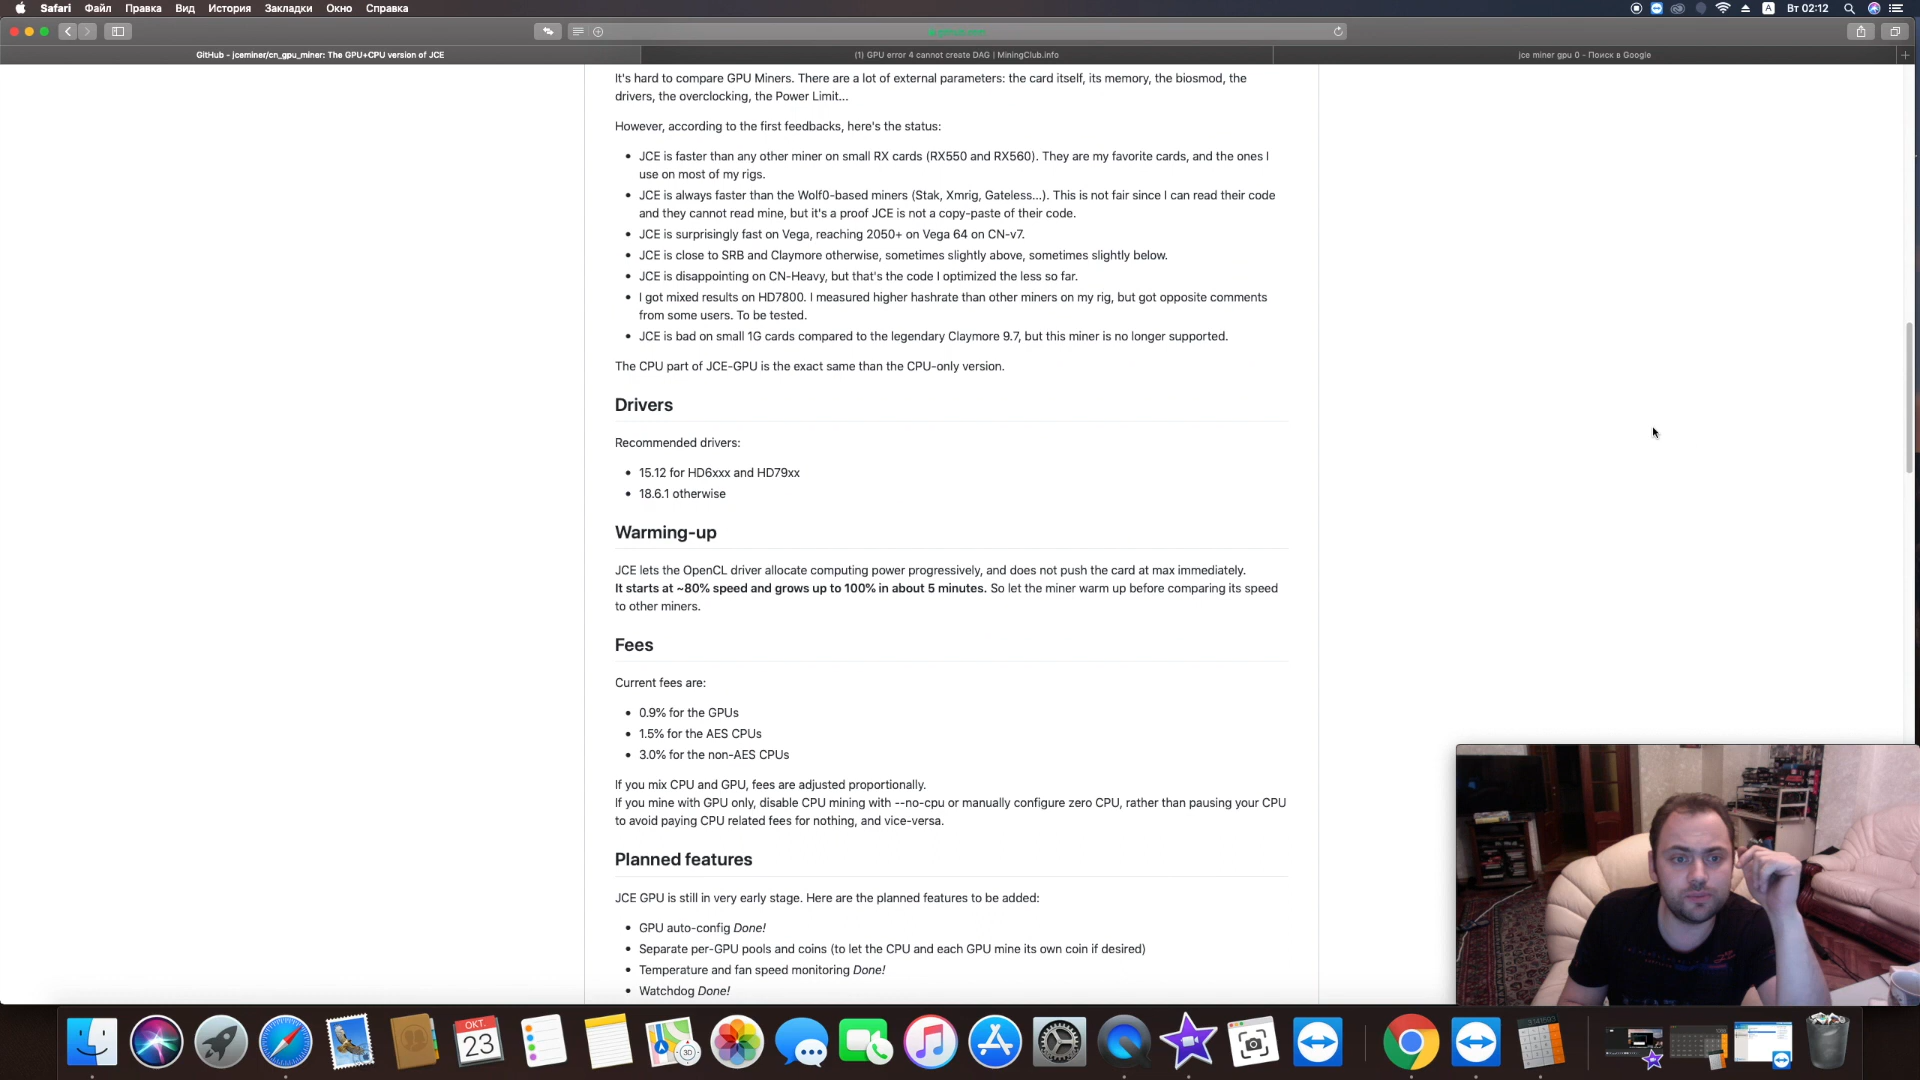 Safari Файл Правка Вид История Закладки Окно Справка
A Вт 02:12
GitHub - jceminer/cn_gpu_miner: The GPU+CPU version of JCE
(1) GPU error 4 cannot create DAG | MiningClub.info
jce miner gpu 0 - Поиск в Google
It's hard to compare GPU Miners. There are a lot of external parameters: the card itself, its memory, the biosmod, the
drivers, the overclocking, the Power Limit...
However, according to the first feedbacks, here's the status:
• JCE is faster than any other miner on small RX cards (RX550 and RX560). They are my favorite cards, and the ones I
use on most of my rigs.
• JCE is always faster than the Wolf0-based miners (Stak, Xmrig, Gateless...). This is not fair since I can read their code
and they cannot read mine, but it's a proof JCE is not a copy-paste of their code.
• JCE is surprisingly fast on Vega, reaching 2050+ on Vega 64 on CN-v7.
• JCE is close to SRB and Claymore otherwise, sometimes slightly above, sometimes slightly below.
• JCE is disappointing on CN-Heavy, but that's the code I optimized the less so far.
• I got mixed results on HD7800. I measured higher hashrate than other miners on my rig, but got opposite comments
from some users. To be tested.
• JCE is bad on small 1G cards compared to the legendary Claymore 9.7, but this miner is no longer supported.
The CPU part of JCE-GPU is the exact same than the CPU-only version.
Drivers
Recommended drivers:
• 15.12 for HD6xxx and HD79xx
• 18.6.1 otherwise
Warming-up
JCE lets the OpenCL driver allocate computing power progressively, and does not push the card at max immediately.
It starts at ~80% speed and grows up to 100% in about 5 minutes. So let the miner warm up before comparing its speed
to other miners.
Fees
Current fees are:
• 0.9% for the GPUs
• 1.5% for the AES CPUs
• 3.0% for the non-AES CPUs
If you mix CPU and GPU, fees are adjusted proportionally.
If you mine with GPU only, disable CPU mining with --no-cpu or manually configure zero CPU, rather than pausing your CPU
to avoid paying CPU related fees for nothing, and vice-versa.
Planned features
JCE GPU is still in very early stage. Here are the planned features to be added:
• GPU auto-config Done!
• Separate per-GPU pools and coins (to let the CPU and each GPU mine its own coin if desired)
• Temperature and fan speed monitoring Done!
• Watchdog Done!
ОКТ.
23
3D